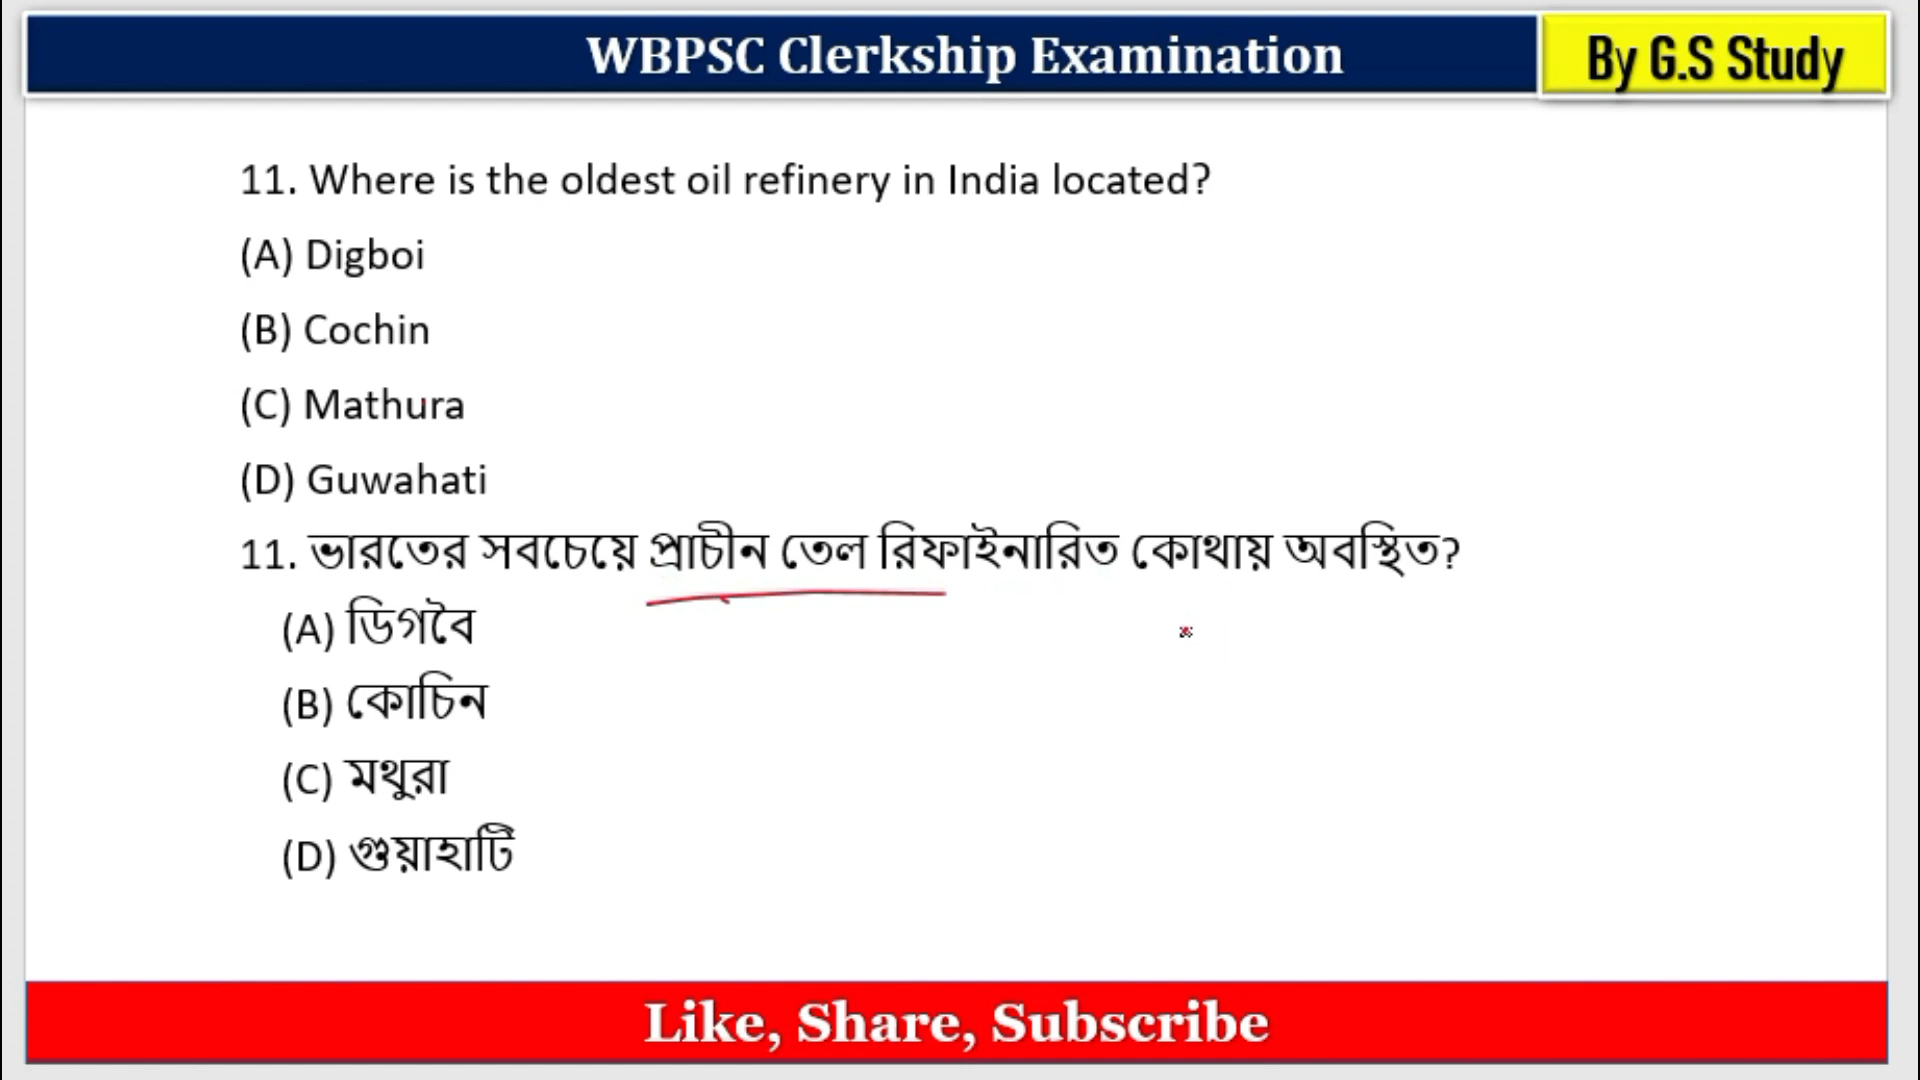 WBPSC Clerkship Examination
By G.S Study
11. Where is the oldest oil refinery in India located?
(A) Digboi
(B) Cochin
(C) Mathura
(D) Guwahati
11. ভারতের সবচেয়ে প্রাচীন তেল রিফাইনারিত কোথায় অবস্থিত?
(A) ডিগবৈ
(B) কোচিন
(C) মথুরা
(D) গুয়াহাটি
Like, Share, Subscribe